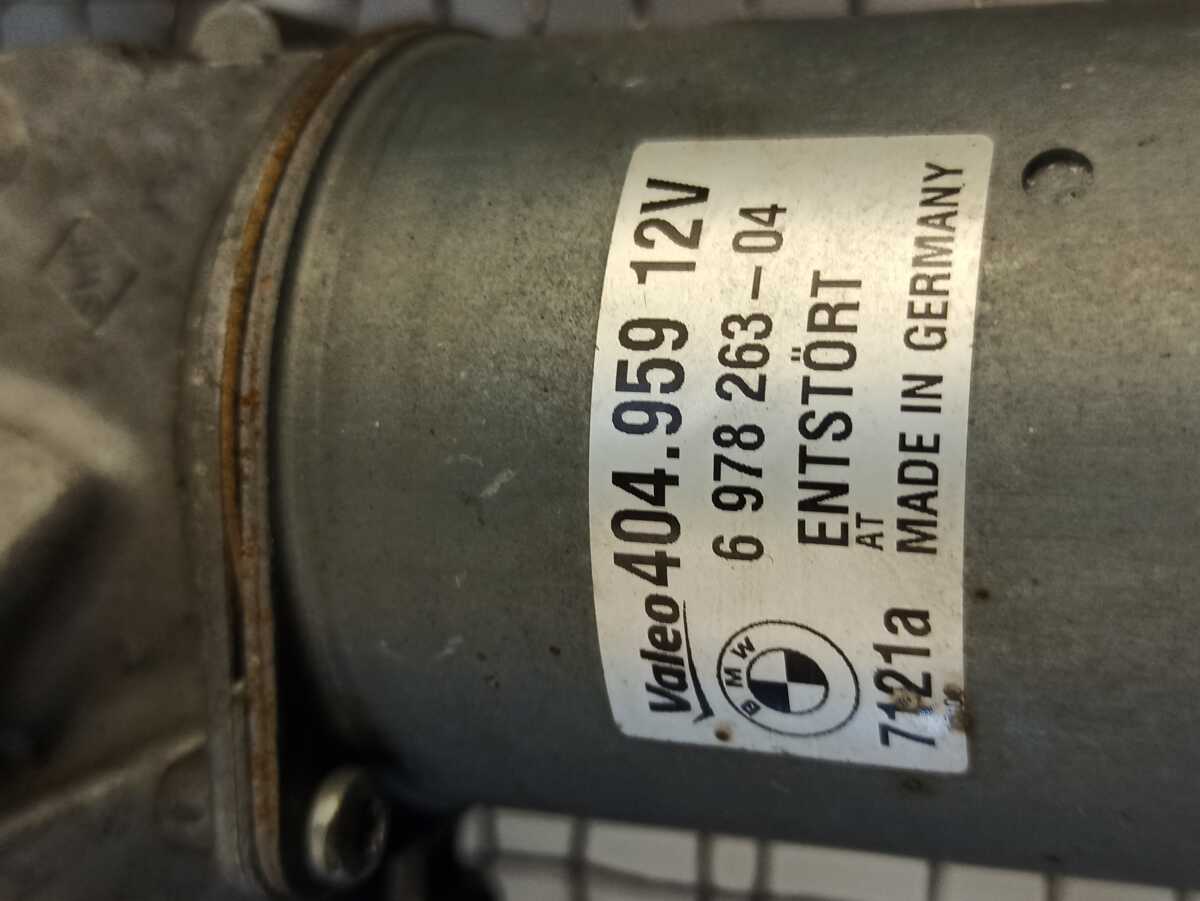 Valeo 404.959 12V
6 978 263-04
BMW
ENTSTÖRT
AT
7121a MADE IN GERMANY